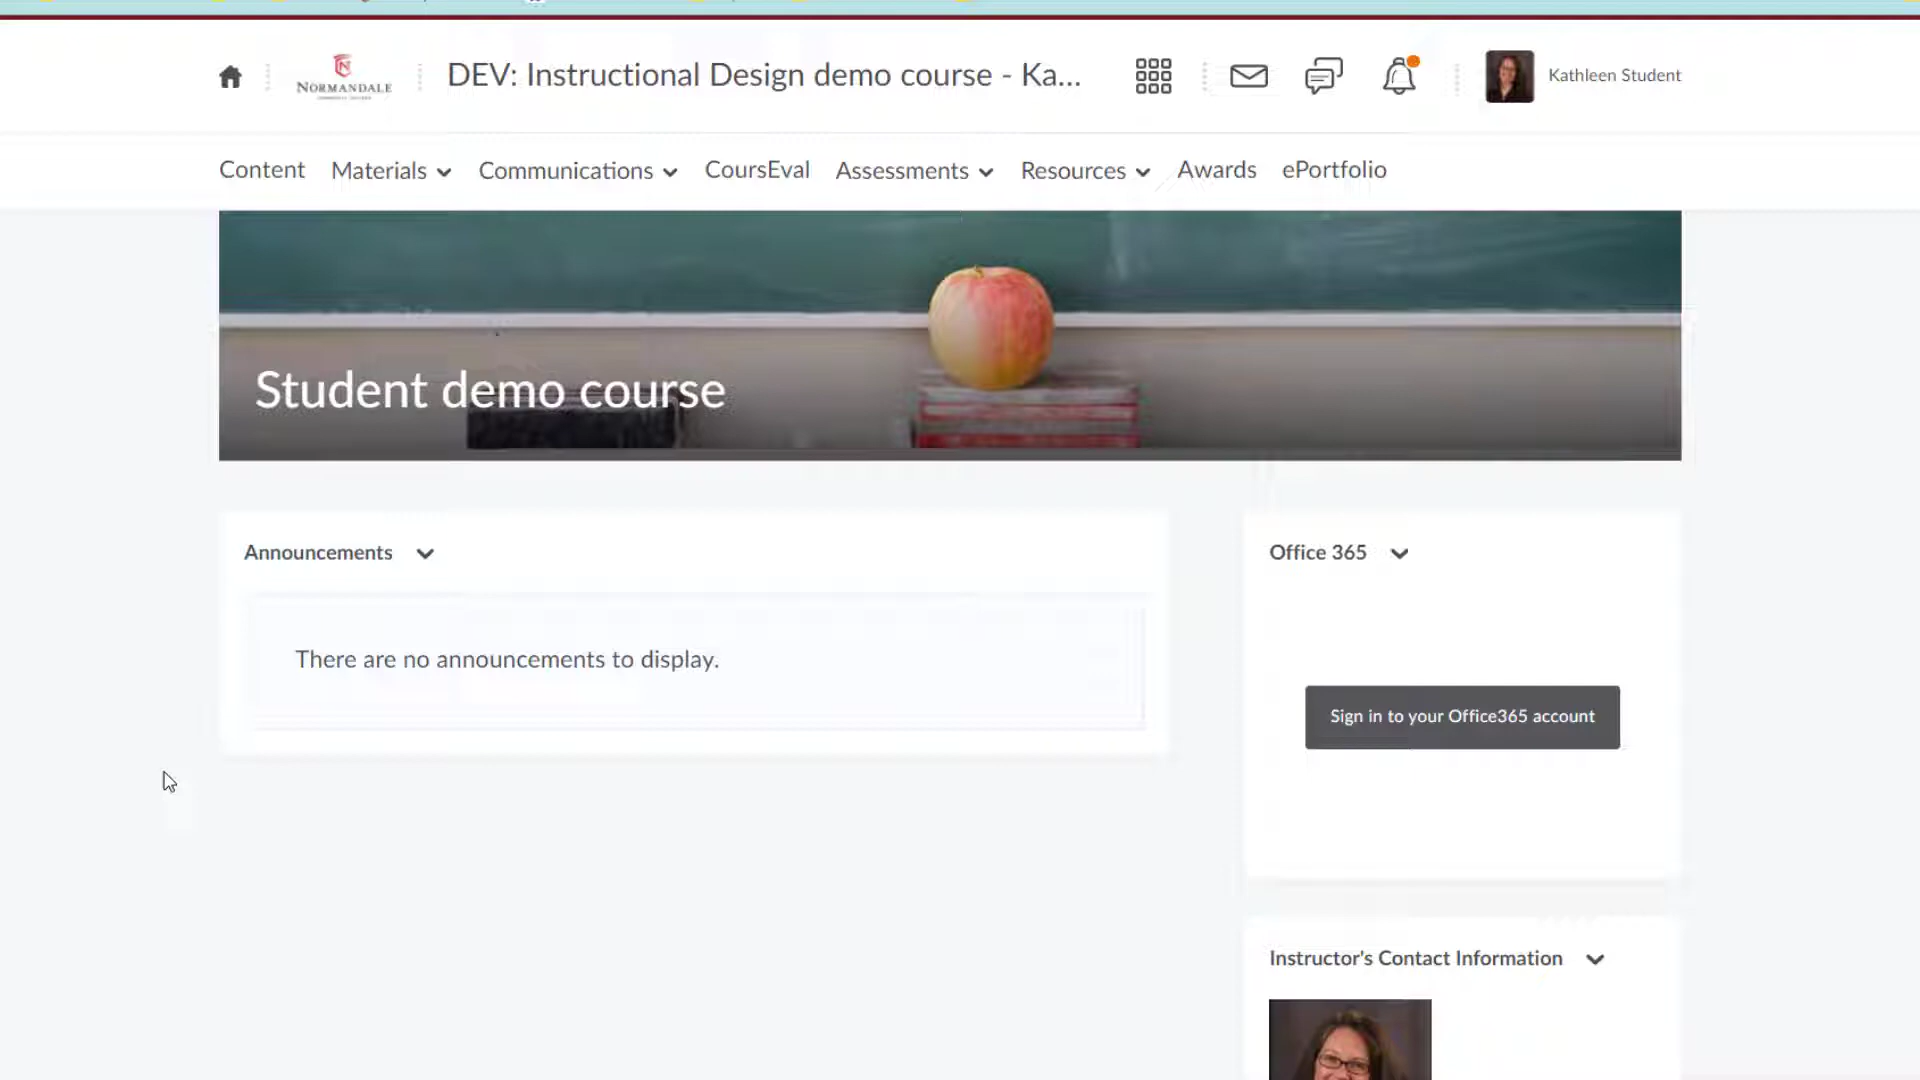 NORMANDALE
DEV: Instructional Design demo course - Ka...
Kathleen Student
Content Materials Communications CoursEval Assessments Resources Awards ePortfolio
Student demo course
Announcements
There are no announcements to display.
Office 365
Sign in to your Office365 account
Instructor's Contact Information